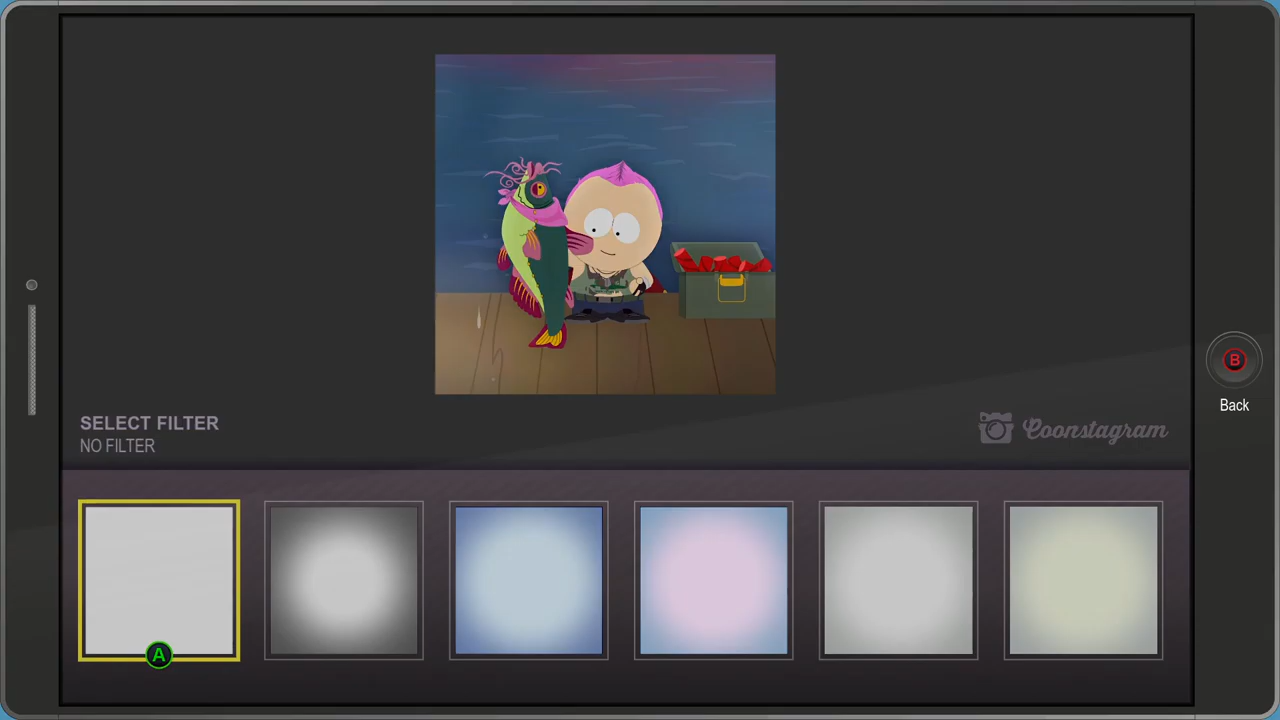 SELECT FILTER
NO FILTER
Coonstagram
B
Back
A